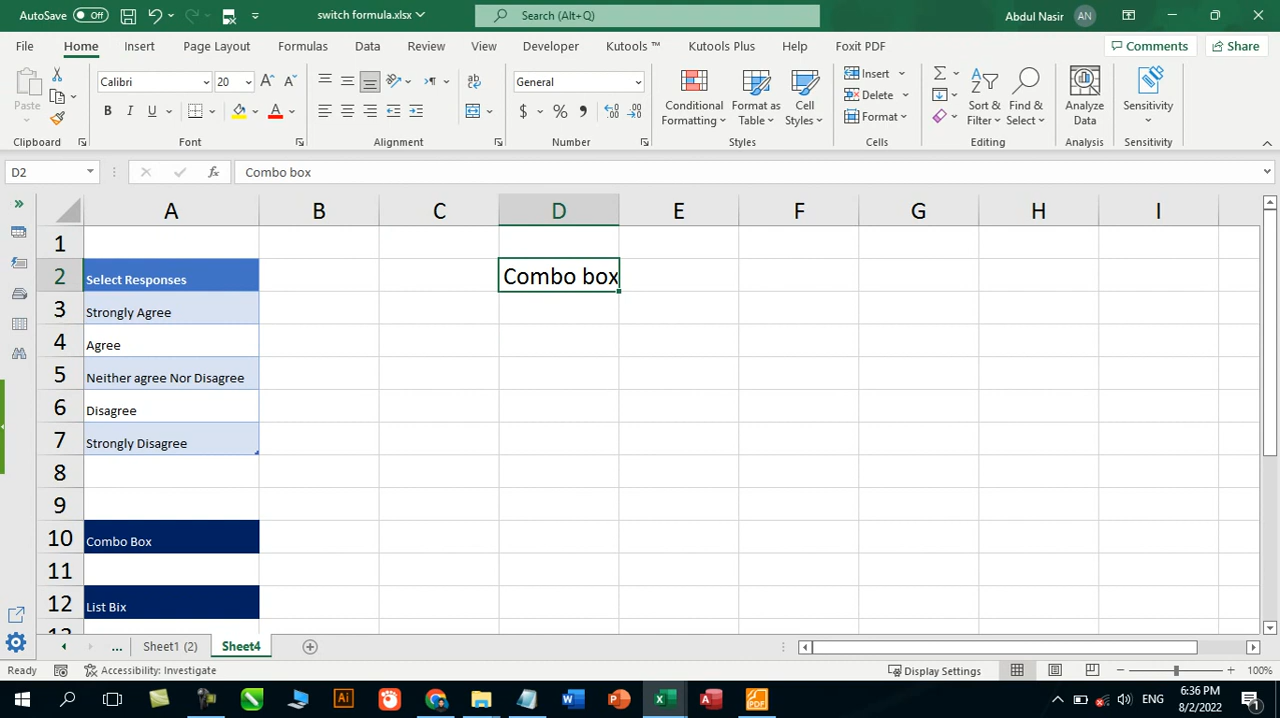 AutoSave Off switch formula.xlsx Search (Alt+Q) Abdul Nasir AN
File Home Insert Page Layout Formulas Data Review View Developer Kutools ™ Kutools Plus Help Foxit PDF Comments Share
Paste Calibri 20 General Conditional Formatting Format as Table Cell Styles Insert Delete Format Sort & Filter Find & Select Analyze Data Sensitivity
Clipboard Font Alignment Number Styles Cells Editing Analysis Sensitivity
D2 fx Combo box
A B C D E F G H I
1
2 Select Responses Combo box
3 Strongly Agree
4 Agree
5 Neither agree Nor Disagree
6 Disagree
7 Strongly Disagree
8
9
10 Combo Box
11
12 List Bix
13
... Sheet1 (2) Sheet4
Ready Accessibility: Investigate Display Settings 100%
ENG 6:36 PM
8/2/2022 1